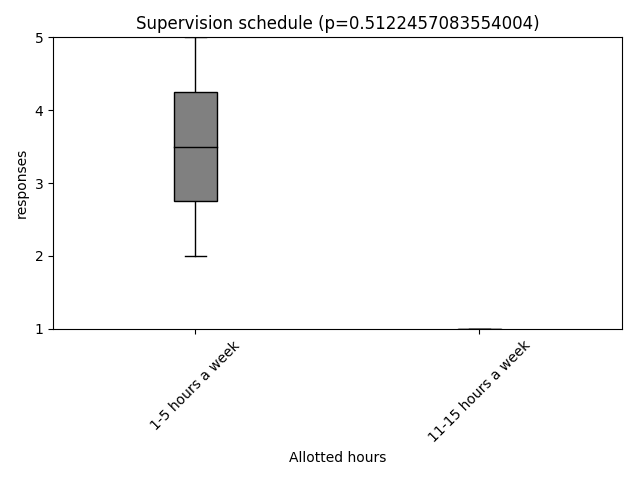 Supervision schedule (p=0.5122457083554004)
5
4
3
2
1
responses
1-5 hours a week
11-15 hours a week
Allotted hours